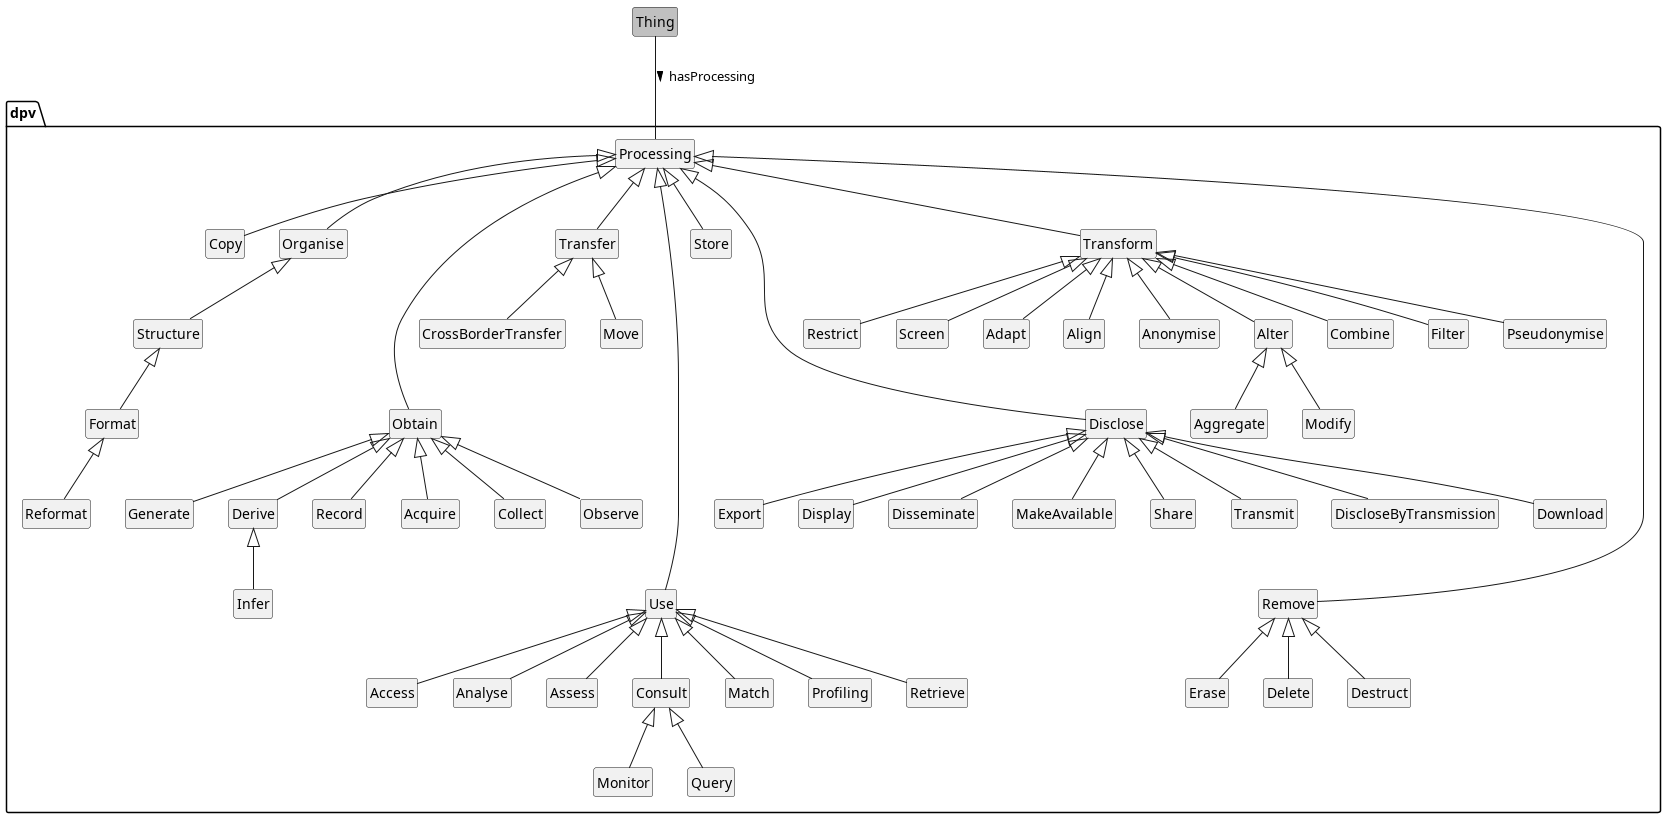 Thing
hasProcessing
dpv
Processing
Copy
Organise
Transfer
Store
Transform
Structure
CrossBorderTransfer
Move
Restrict
Screen
Adapt
Align
Anonymise
Alter
Combine
Filter
Pseudonymise
Format
Obtain
Disclose
Aggregate
Modify
Reformat
Generate
Derive
Record
Acquire
Collect
Observe
Export
Display
Disseminate
MakeAvailable
Share
Transmit
DiscloseByTransmission
Download
Infer
Use
Remove
Access
Analyse
Assess
Consult
Match
Profiling
Retrieve
Erase
Delete
Destruct
Monitor
Query